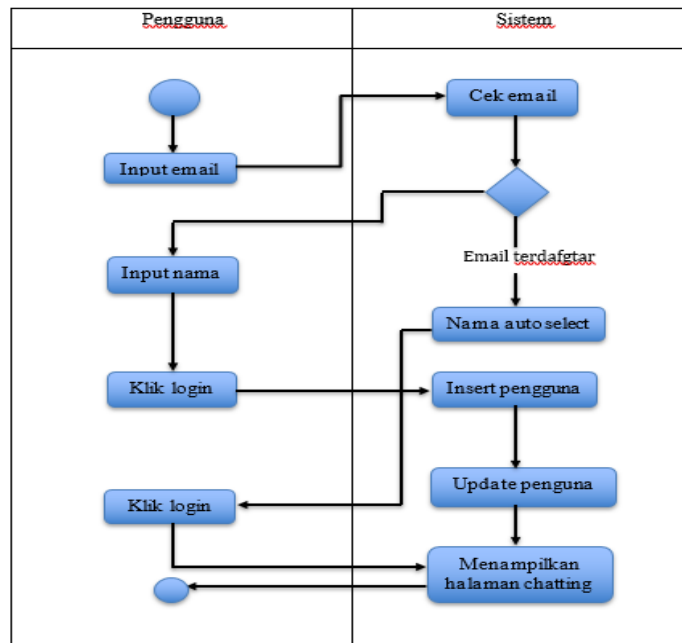 Pengguna
Sistem
Cek email
Input email
Email terdafgtar
Input nama
Nama auto select
Klik login
Insert pengguna
Update penguna
Klik login
Menampilkan
halaman chatting